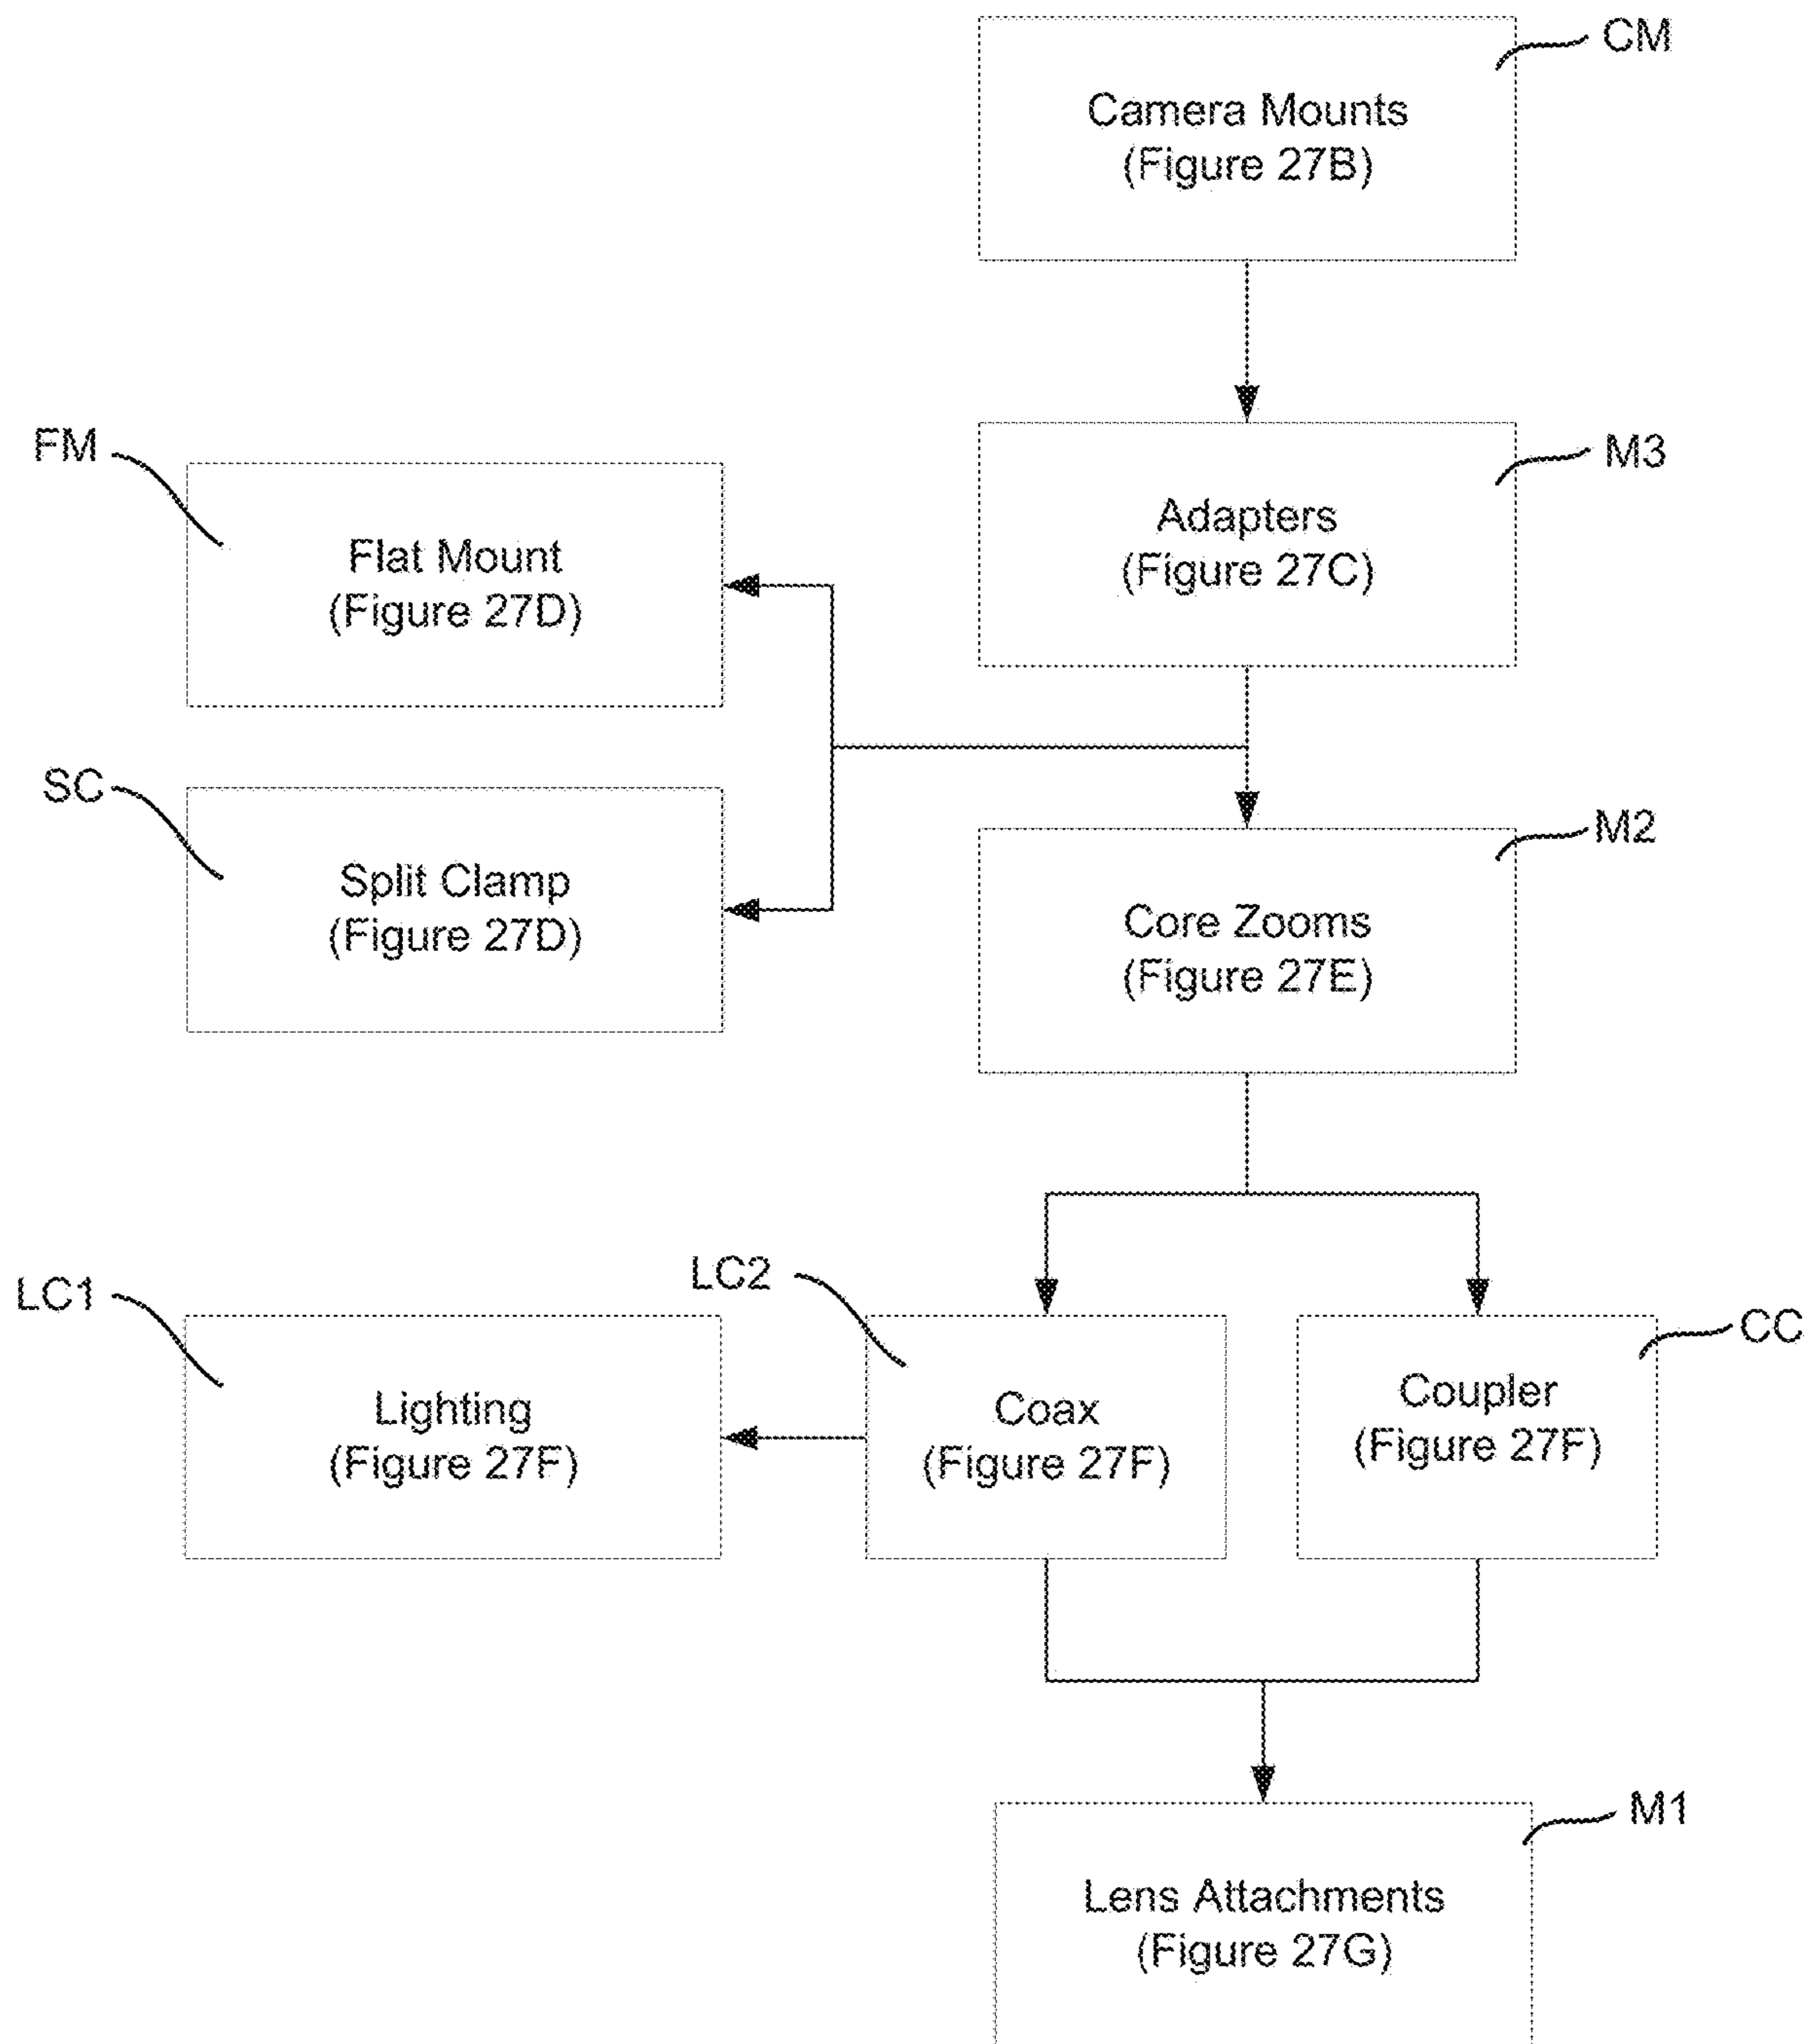 CM
Camera Mounts
(Figure 27B)
M3
Adapters
(Figure 27C)
FM
Flat Mount
(Figure 27D)
SC
Split Clamp
(Figure 27D)
M2
Core Zooms
(Figure 27E)
LC1
Lighting
(Figure 27F)
LC2
Coax
(Figure 27F)
CC
Coupler
(Figure 27F)
M1
Lens Attachments
(Figure 27G)